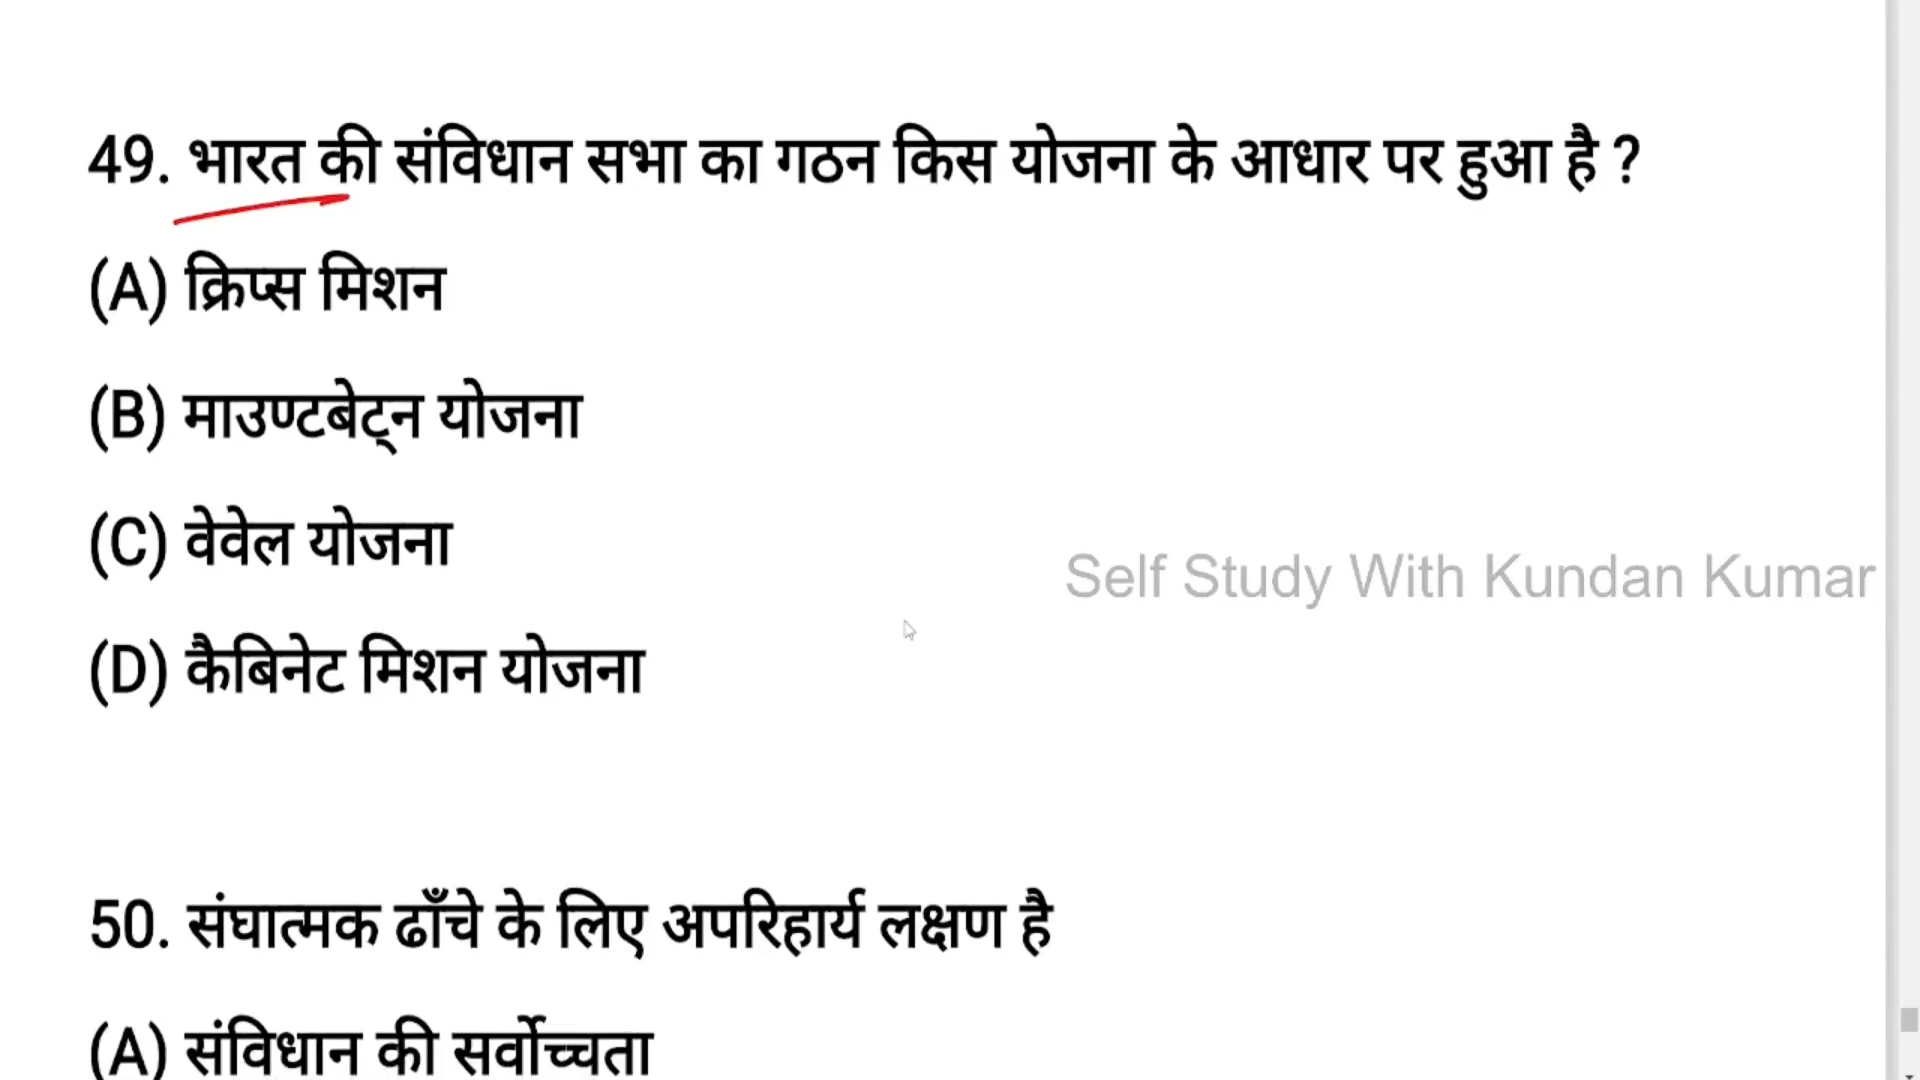 49. भारत की संविधान सभा का गठन किस योजना के आधार पर हुआ है ?
(A) क्रिप्स मिशन
(B) माउण्टबेट्न योजना
(C) वेवेल योजना
Self Study With Kundan Kumar
(D) कैबिनेट मिशन योजना
50. संघात्मक ढाँचे के लिए अपरिहार्य लक्षण है
(A) संविधान की सर्वोच्चता